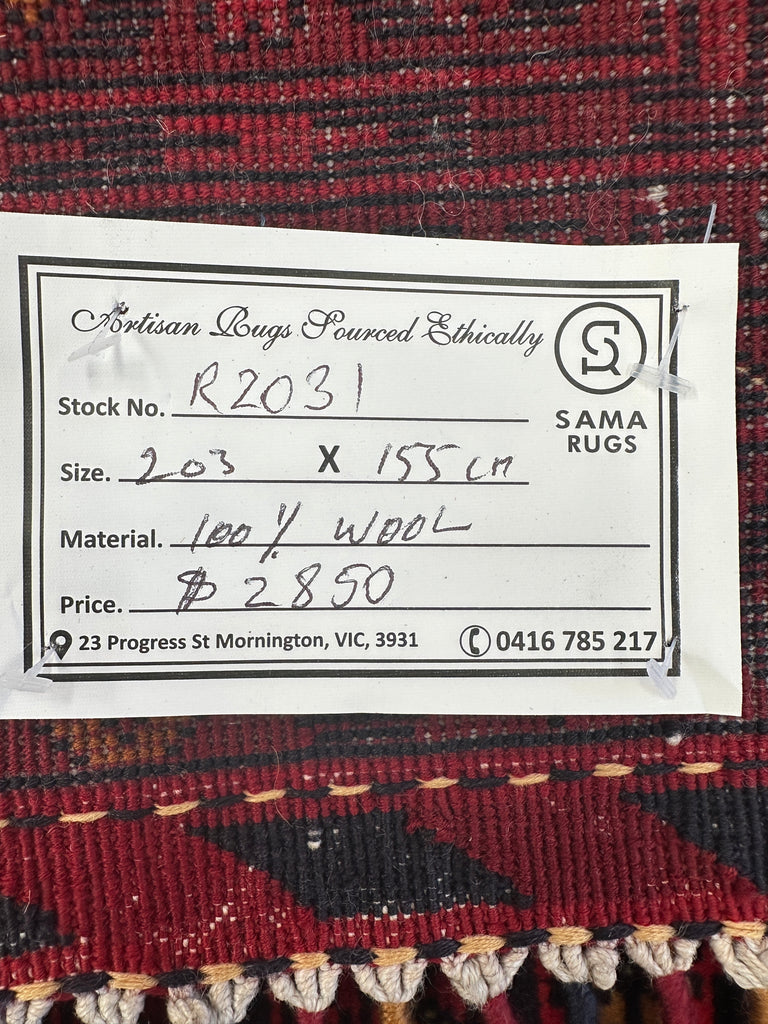 Artisan Rugs Sourced Ethically
SR
SAMA
RUGS
Stock No. R2031
Size. 203 X 155 cm
Material. 100% WOOL
Price. $2850
23 Progress St Mornington, VIC, 3931
0416 785 217